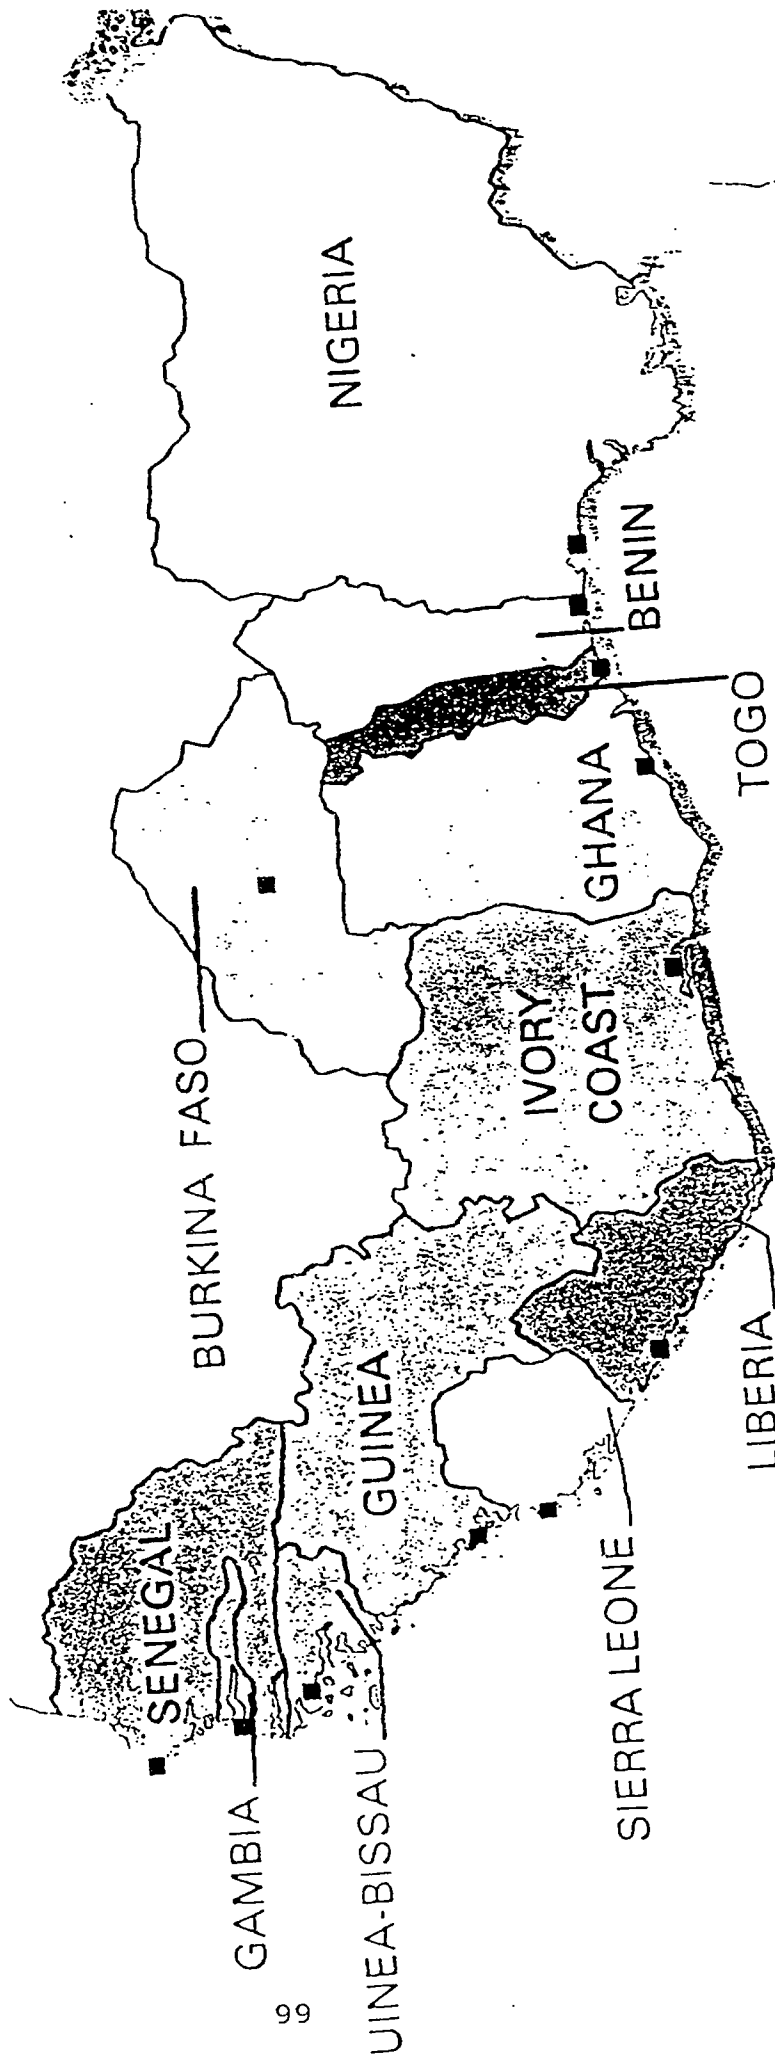 SENEGAL
GAMBIA
UINEA-BISSAU
GUINEA
SIERRA LEONE
LIBERIA
BURKINA FASO
IVORY
COAST
GHANA
TOGO
BENIN
NIGERIA
99